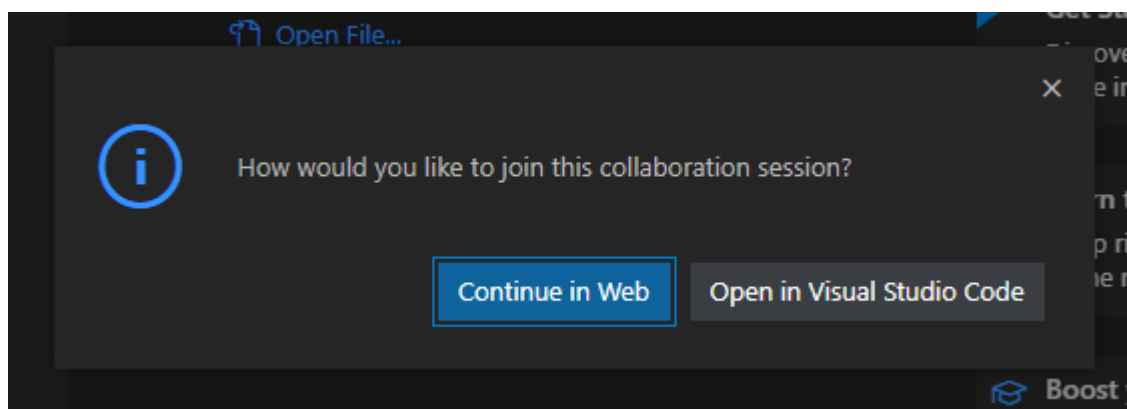 Open File...
How would you like to join this collaboration session?
Continue in Web
Open in Visual Studio Code
Boost